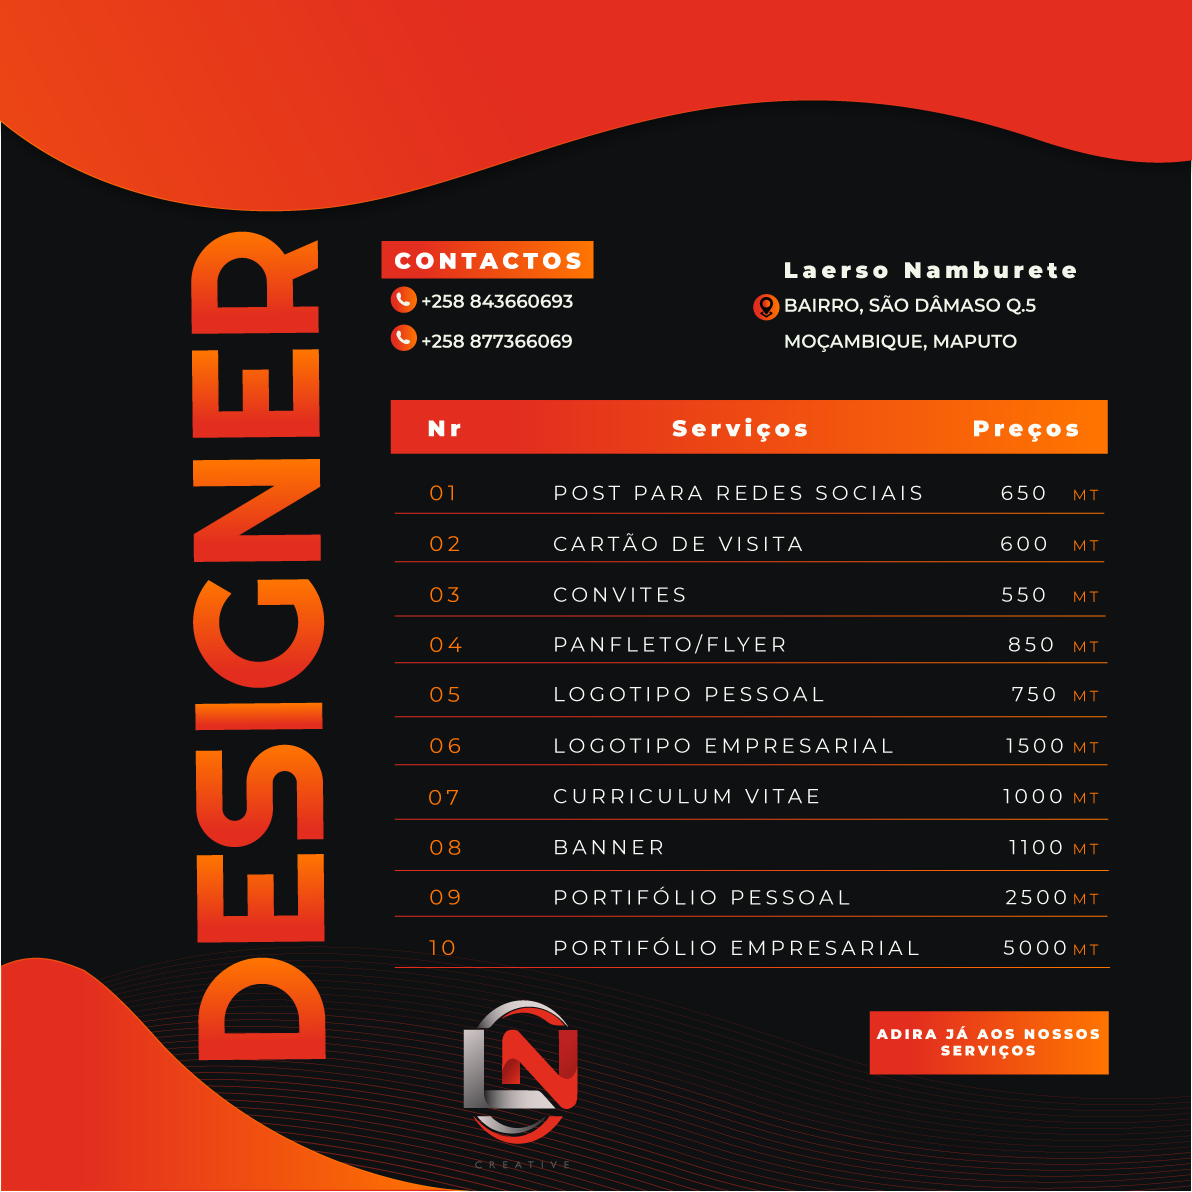 DESIGNER
CONTACTOS
+258 843660693
+258 877366069
Laerso Namburete
BAIRRO, SÃO DÂMASO Q.5
MOÇAMBIQUE, MAPUTO
Nr Serviços Preços
01 POST PARA REDES SOCIAIS 650 MT
02 CARTÃO DE VISITA 600 MT
03 CONVITES 550 MT
04 PANFLETO/FLYER 850 MT
05 LOGOTIPO PESSOAL 750 MT
06 LOGOTIPO EMPRESARIAL 1500 MT
07 CURRICULUM VITAE 1000 MT
08 BANNER 1100 MT
09 PORTIFÓLIO PESSOAL 2500 MT
10 PORTIFÓLIO EMPRESARIAL 5000 MT
LN
CREATIVE
ADIRA JÁ AOS NOSSOS
SERVIÇOS